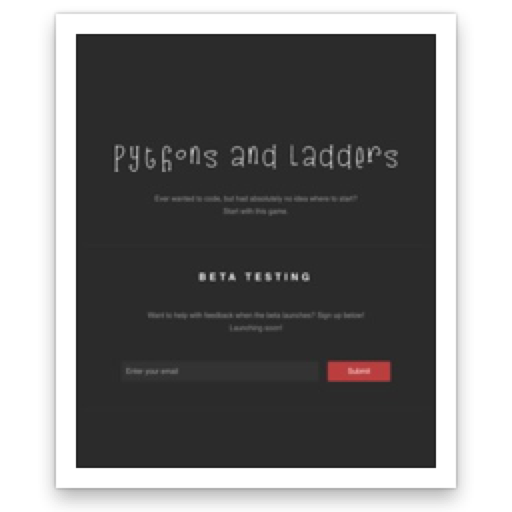 Pythons and Ladders
Ever wanted to code, but had absolutely no idea where to start?
Start with this game.
BETA TESTING
Want to help with feedback when the beta launches? Sign up below!
Launching soon!
Enter your email
Submit